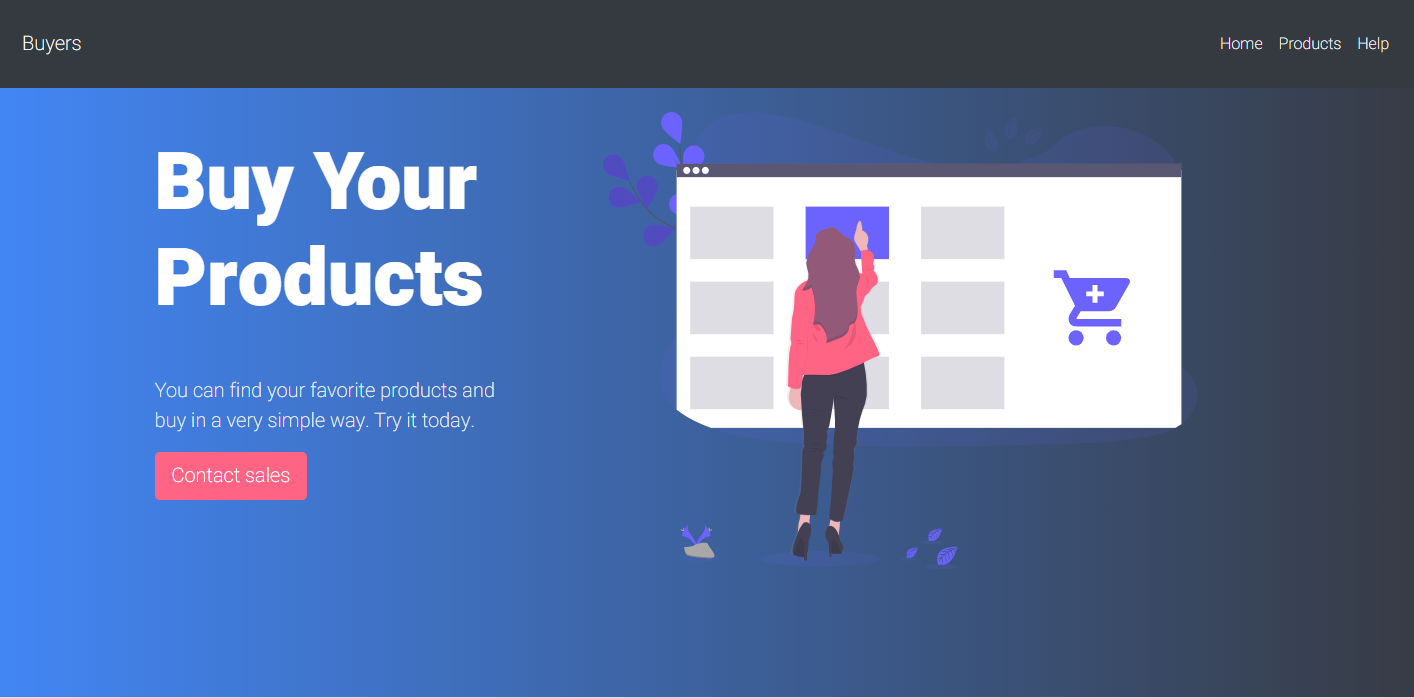 Buyers
Home Products Help
Buy Your
Products
You can find your favorite products and
buy in a very simple way. Try it today.
Contact sales